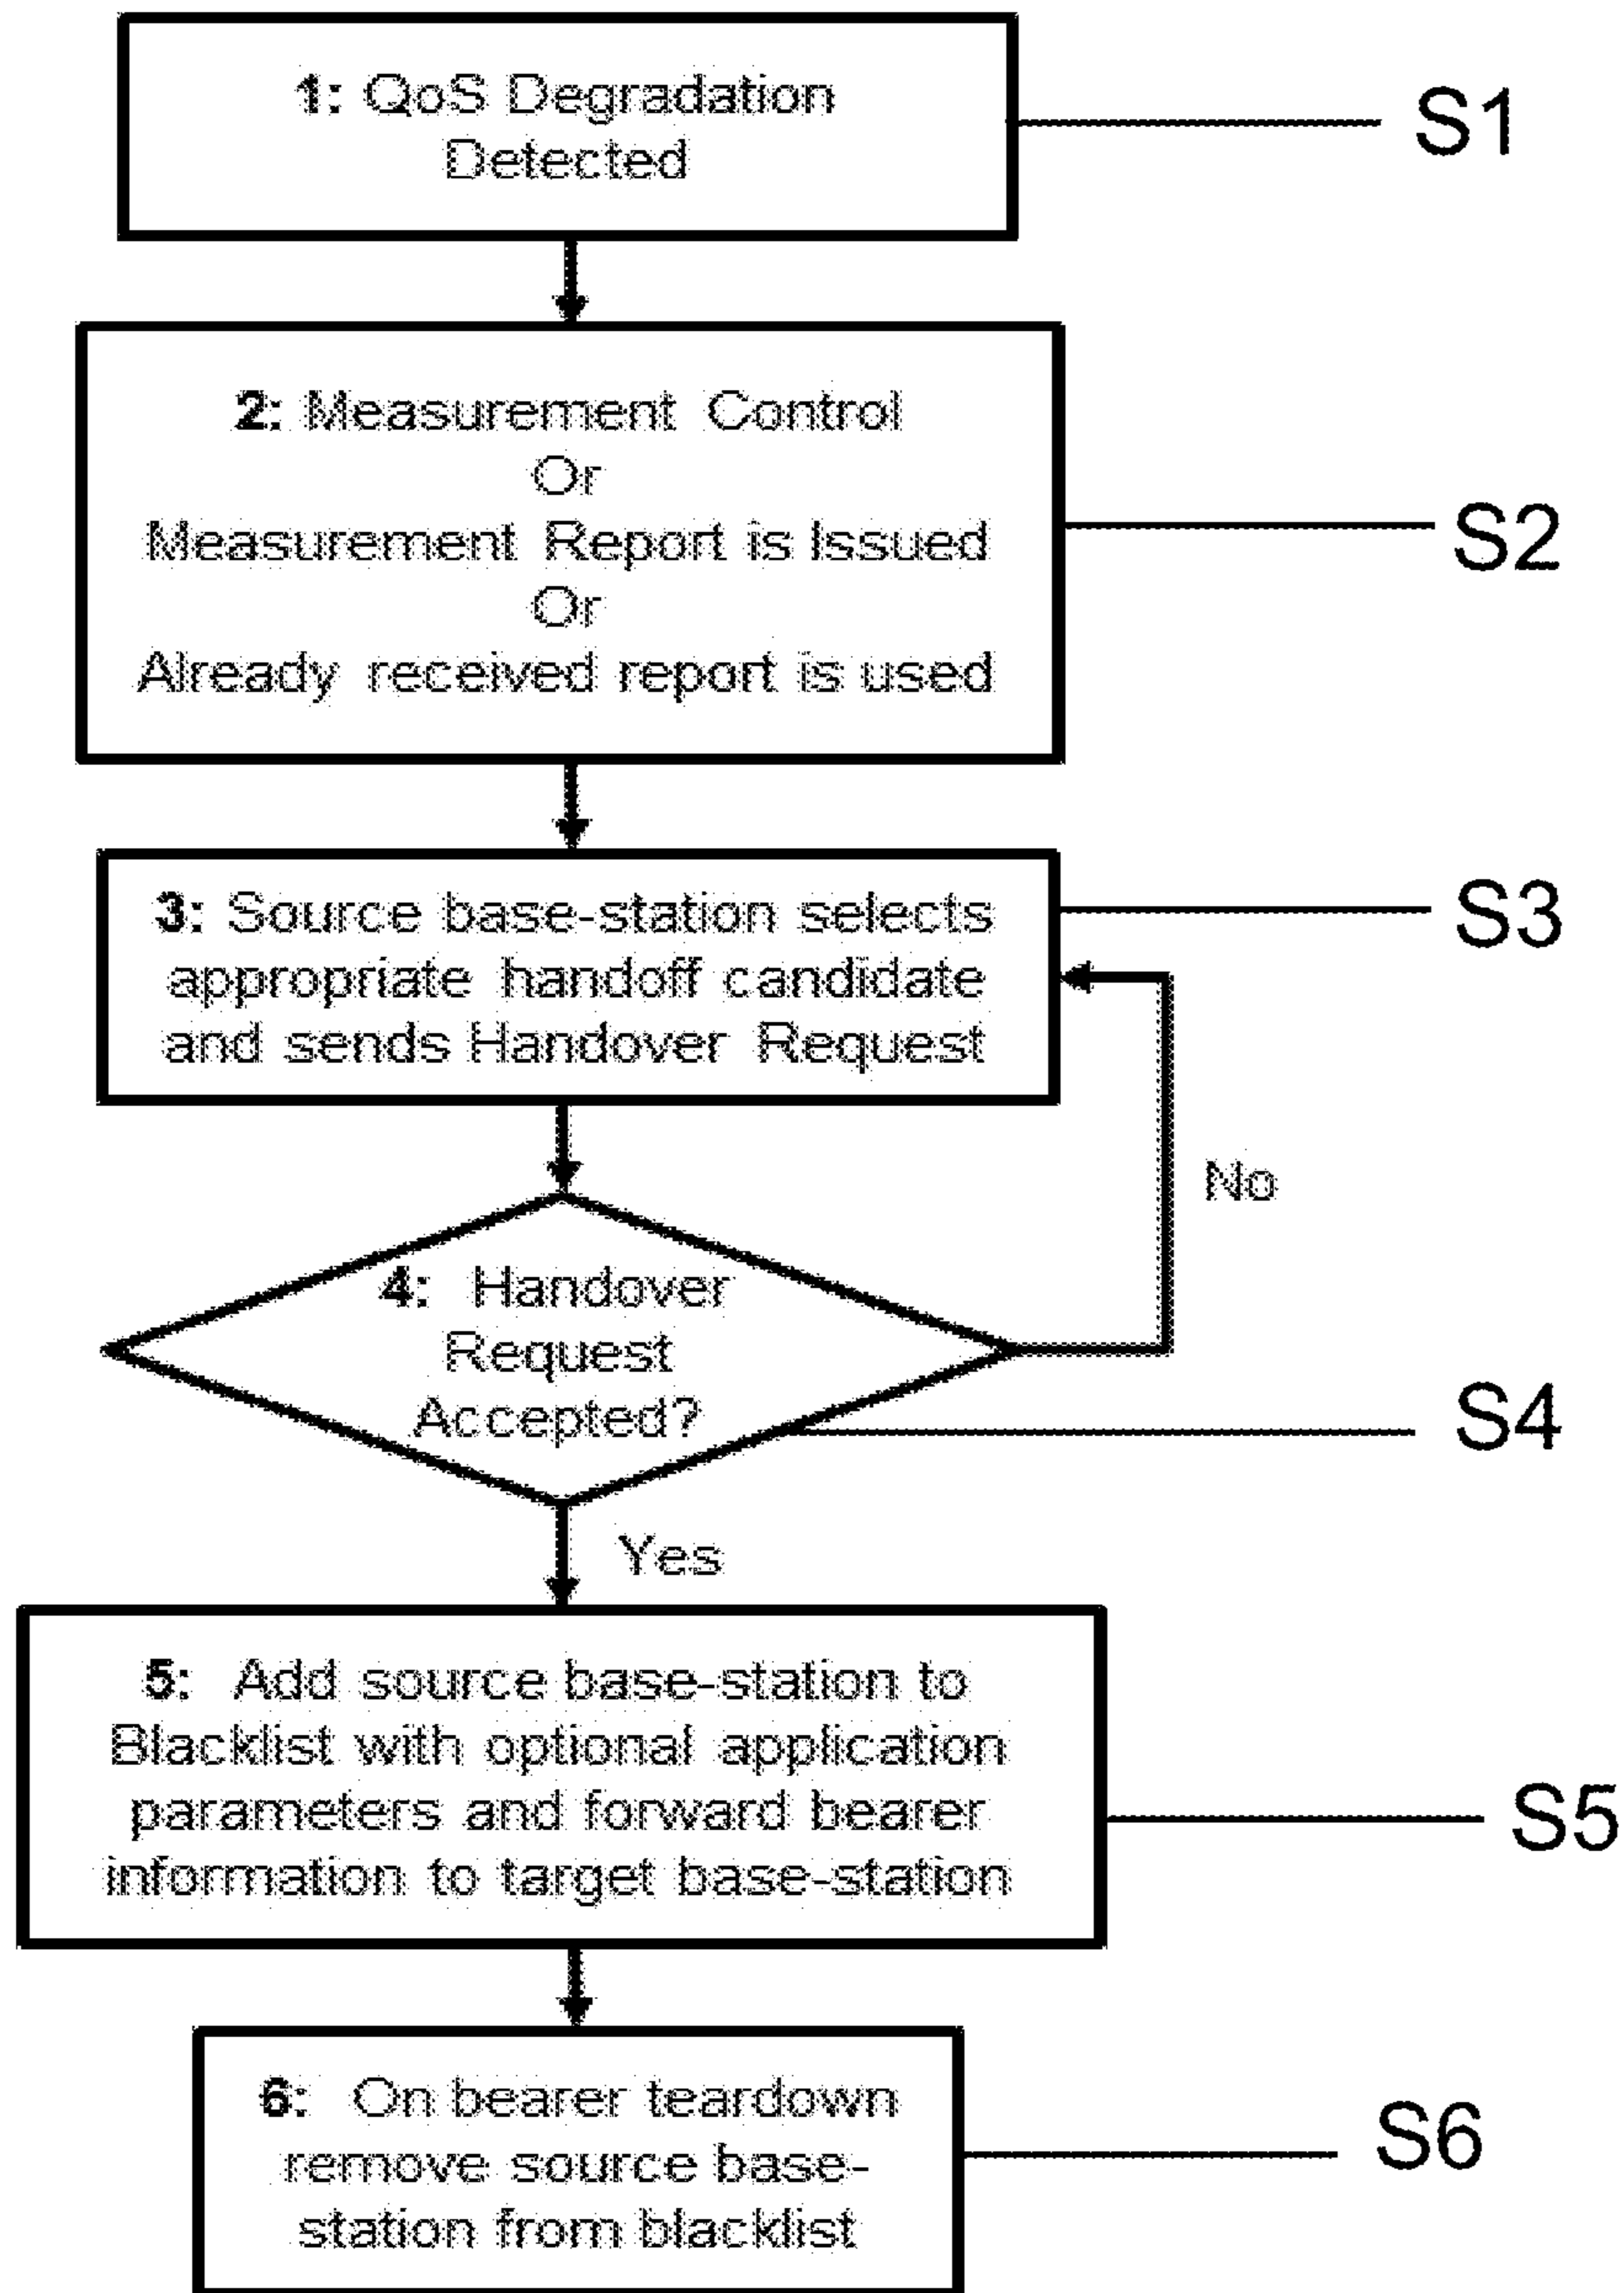 1: QoS Degradation
Detected
S1
2: Measurement Control
Or
Measurement Report is Issued
Or
Already received report is used
S2
3: Source base-station selects
appropriate handoff candidate
and sends Handover Request
S3
No
4: Handover
Request
Accepted?
S4
Yes
5: Add source base-station to
Blacklist with optional application
parameters and forward bearer
information to target base-station
S5
6: On bearer teardown
remove source base-
station from blacklist
S6